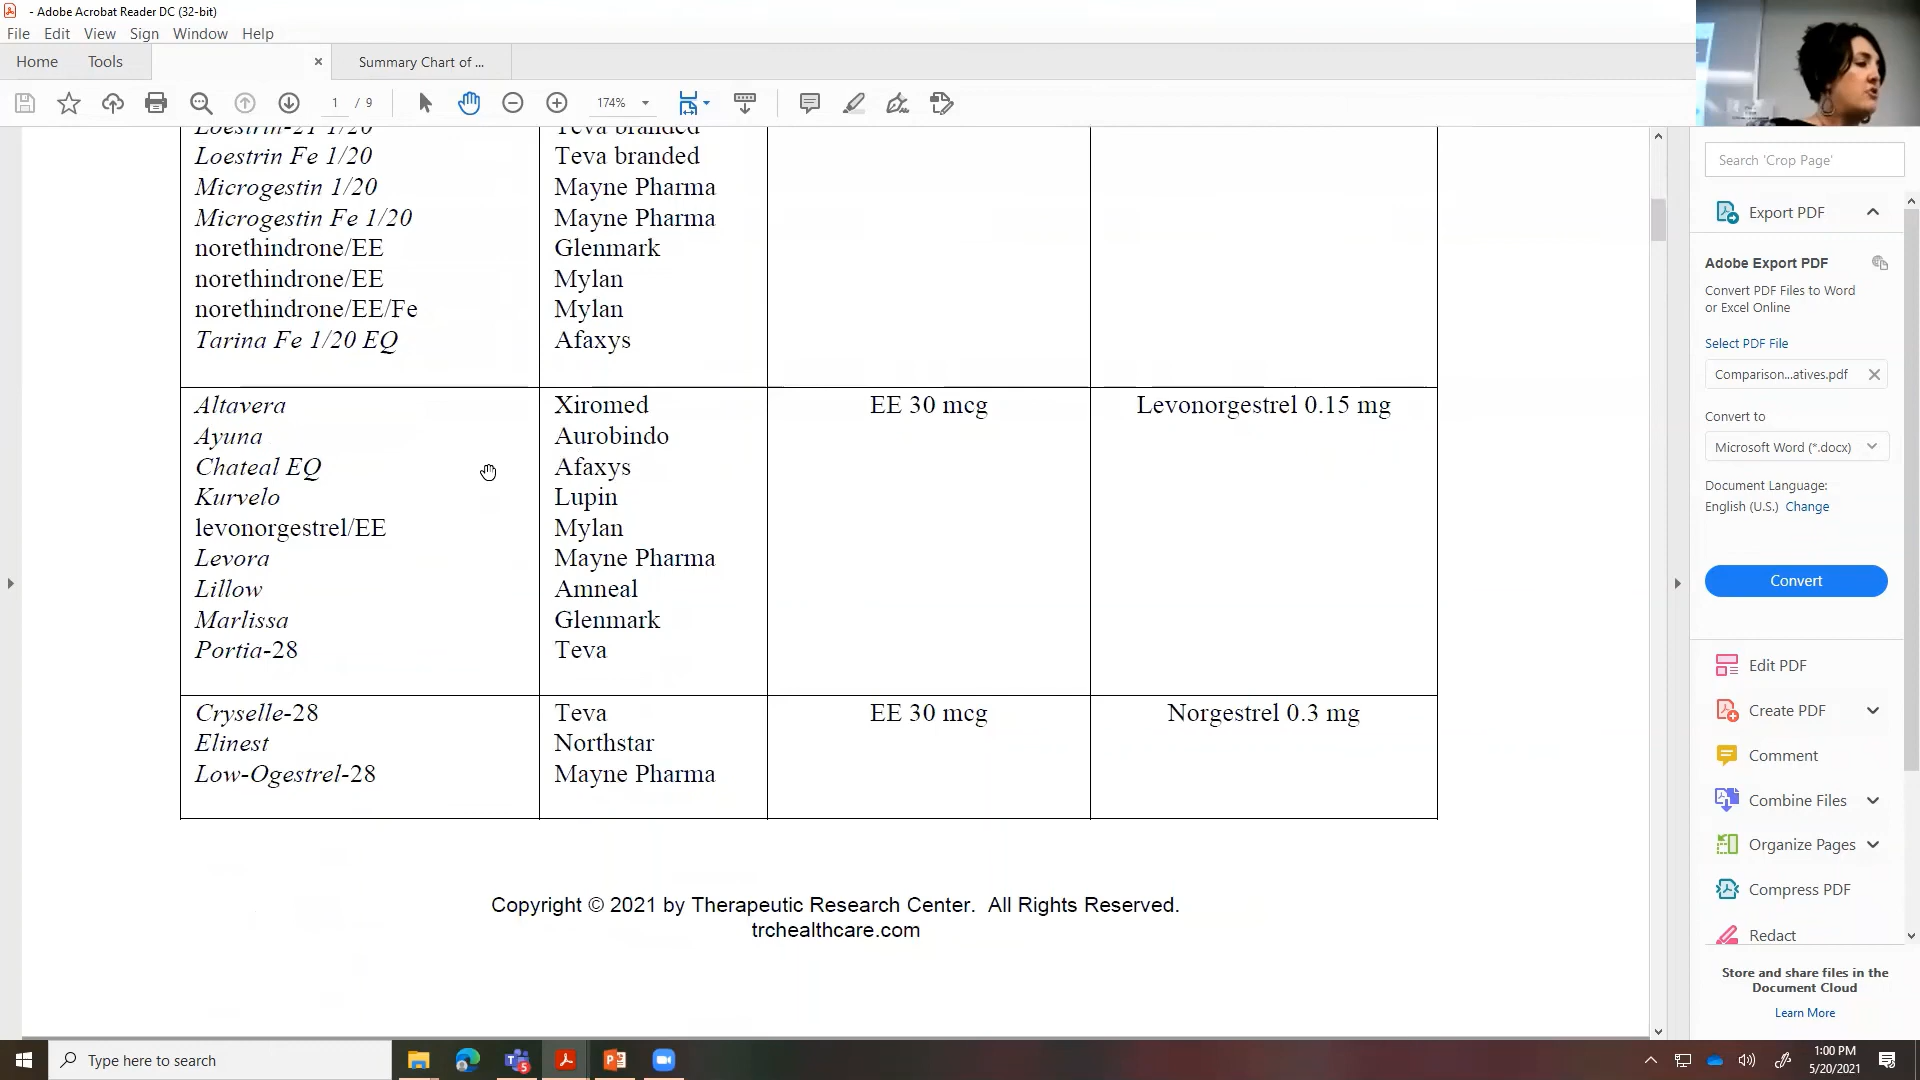 - Adobe Acrobat Reader DC (32-bit)
File Edit View Sign Window Help
Home Tools
Summary Chart of ...
1 / 9
174%
Search 'Crop Page'
Loestrin-21 1/20 Teva branded
Loestrin Fe 1/20 Teva branded
Microgestin 1/20 Mayne Pharma
Microgestin Fe 1/20 Mayne Pharma
norethindrone/EE Glenmark
norethindrone/EE Mylan
norethindrone/EE/Fe Mylan
Tarina Fe 1/20 EQ Afaxys
Altavera Xiromed EE 30 mcg Levonorgestrel 0.15 mg
Ayuna Aurobindo
Chateal EQ Afaxys
Kurvelo Lupin
levonorgestrel/EE Mylan
Levora Mayne Pharma
Lillow Amneal
Marlissa Glenmark
Portia-28 Teva
Cryselle-28 Teva EE 30 mcg Norgestrel 0.3 mg
Elinest Northstar
Low-Ogestrel-28 Mayne Pharma
Copyright © 2021 by Therapeutic Research Center. All Rights Reserved.
trchealthcare.com
Export PDF
Adobe Export PDF
Convert PDF Files to Word
or Excel Online
Select PDF File
Comparison...atives.pdf
Convert to
Microsoft Word (*.docx)
Document Language:
English (U.S.) Change
Convert
Edit PDF
Create PDF
Comment
Combine Files
Organize Pages
Compress PDF
Redact
Store and share files in the
Document Cloud
Learn More
Type here to search
1:00 PM
5/20/2021